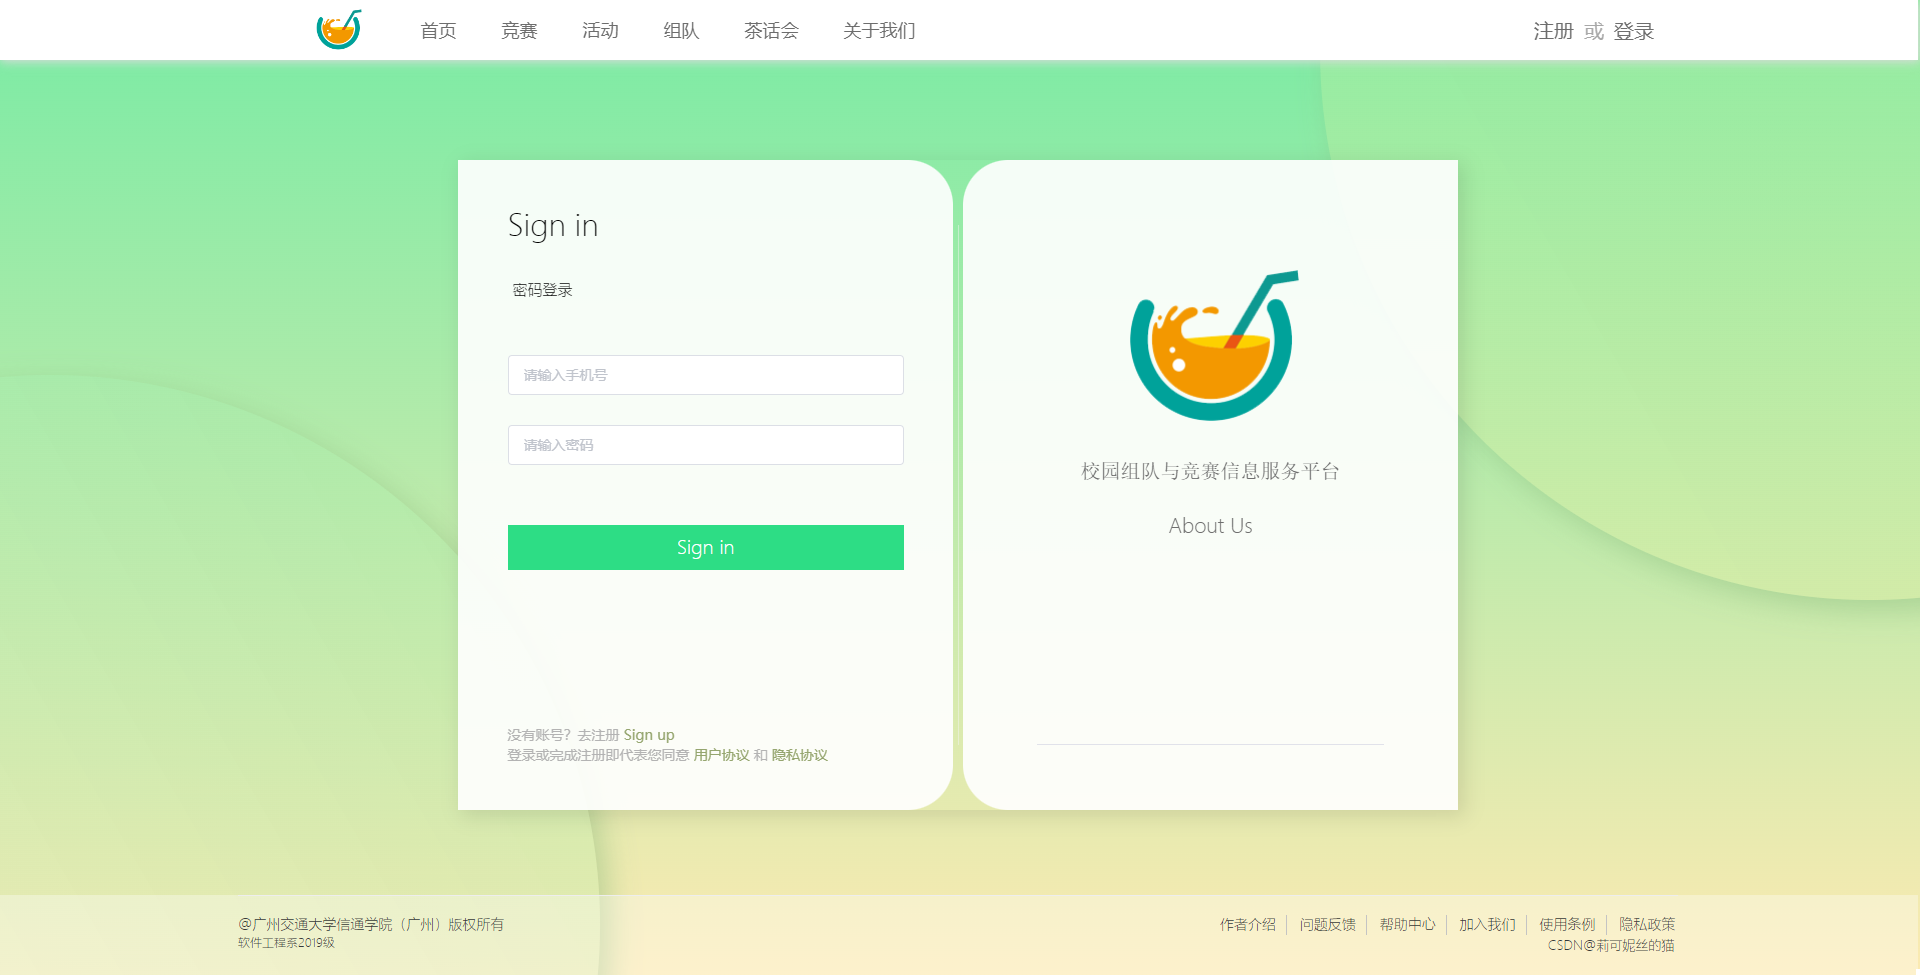 首页 竞赛 活动 组队 茶话会 关于我们 注册 或 登录
Sign in
密码登录
请输入手机号
请输入密码
Sign in
没有账号？去注册 Sign up
登录或完成注册即代表您同意 用户协议 和 隐私协议
校园组队与竞赛信息服务平台
About Us
@广州交通大学信通学院（广州）版权所有
软件工程系2019级
作者介绍 问题反馈 帮助中心 加入我们 使用条例 隐私政策
CSDN@莉可妮丝的猫